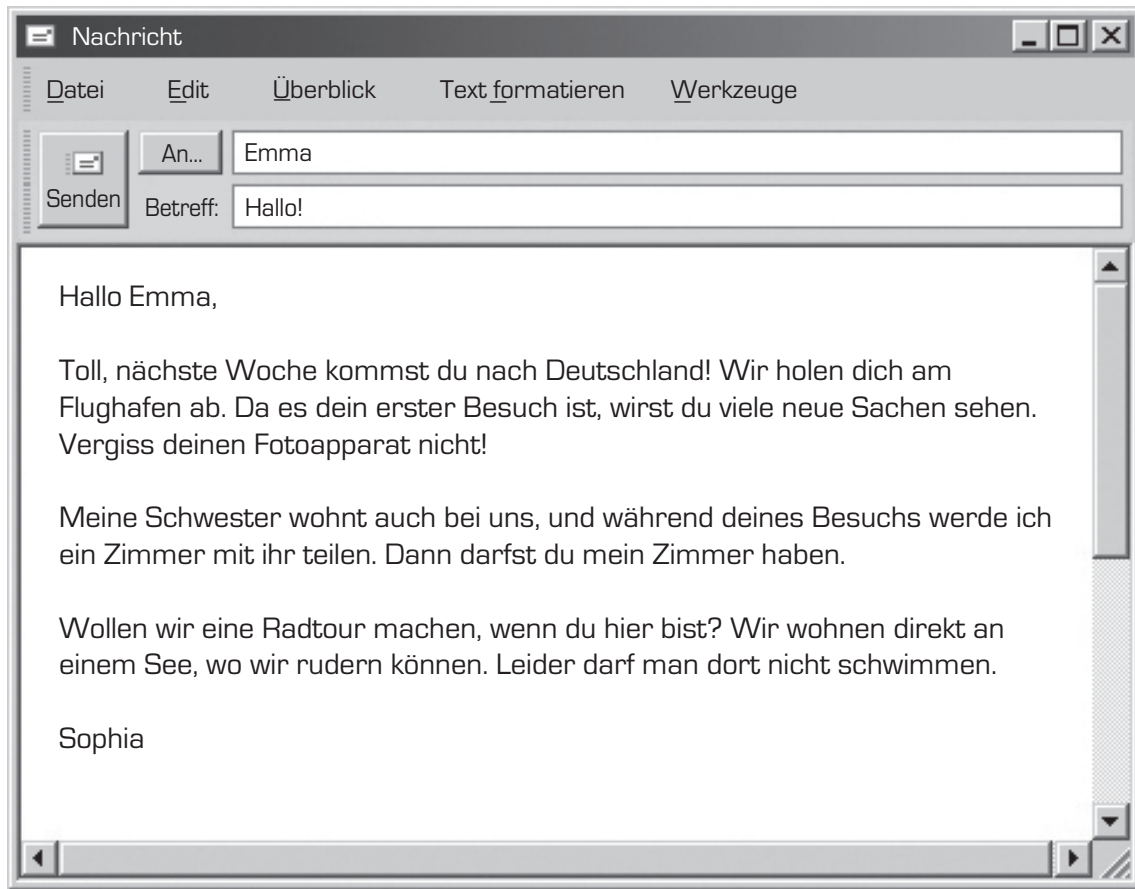 Nachricht
Datei Edit Überblick Text formatieren Werkzeuge
Senden
An... Emma
Betreff: Hallo!
Hallo Emma,
Toll, nächste Woche kommst du nach Deutschland! Wir holen dich am
Flughafen ab. Da es dein erster Besuch ist, wirst du viele neue Sachen sehen.
Vergiss deinen Fotoapparat nicht!
Meine Schwester wohnt auch bei uns, und während deines Besuchs werde ich
ein Zimmer mit ihr teilen. Dann darfst du mein Zimmer haben.
Wollen wir eine Radtour machen, wenn du hier bist? Wir wohnen direkt an
einem See, wo wir rudern können. Leider darf man dort nicht schwimmen.
Sophia